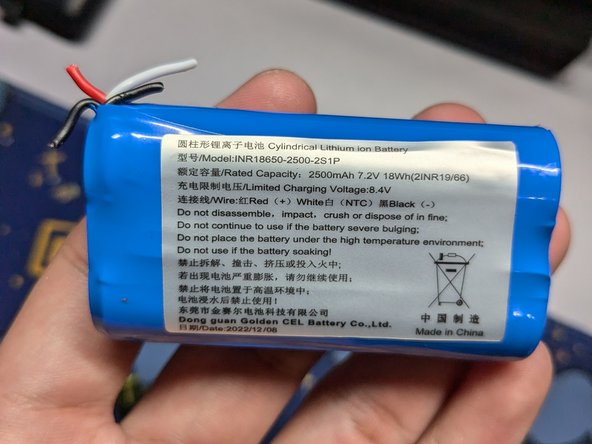 圆柱形锂离子电池 Cylindrical Lithium ion Battery
型号/Model:INR18650-2500-2S1P
额定容量/Rated Capacity: 2500mAh 7.2V 18Wh(2INR19/66)
充电限制电压/Limited Charging Voltage:8.4V
连接线/Wire:红Red（+）White白（NTC）黑Black（-）
Do not disassemble，impact，crush or dispose of in fine;
Do not continue to use if the battery severe bulging;
Do not place the battery under the high temperature environment;
Do not use if the battery soaking!
禁止拆解、撞击、挤压或投入火中;
若出现电池严重膨胀，请勿继续使用;
禁止将电池置于高温环境中;
电池浸水后禁止使用!
东莞市金赛尔电池科技有限公司
Dong guan Golden CEL Battery Co.,Ltd.
日期/Date:2022/12/08
中 国 制 造
Made in China